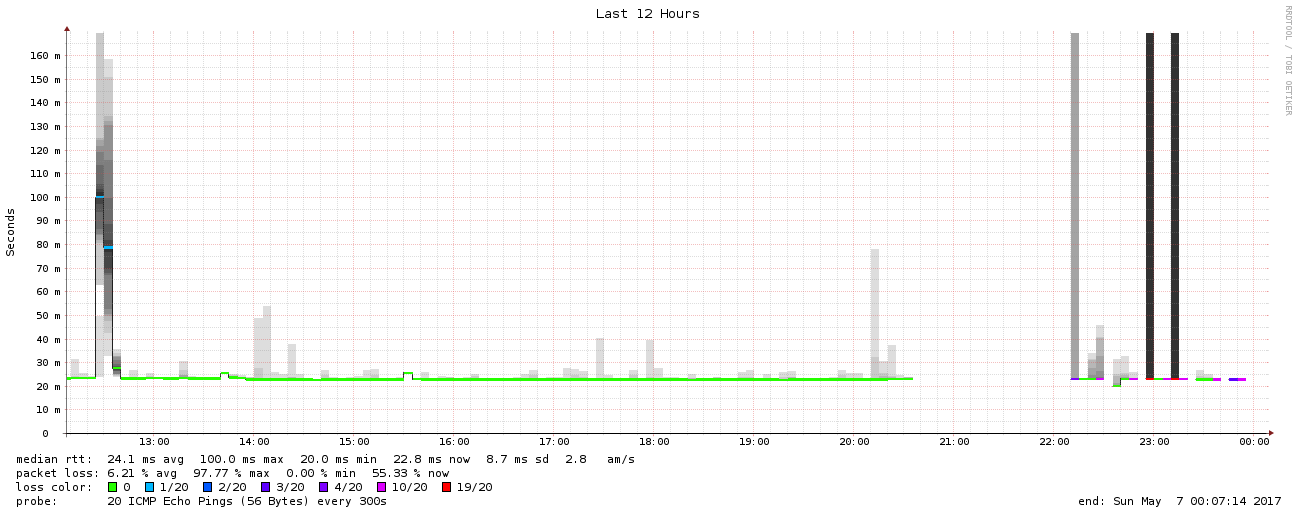 Last 12 Hours
RRDTOOL / TOBI OETIKER
Seconds
160 m
150 m
140 m
130 m
120 m
110 m
100 m
90 m
80 m
70 m
60 m
50 m
40 m
30 m
20 m
10 m
0
13:00 14:00 15:00 16:00 17:00 18:00 19:00 20:00 21:00 22:00 23:00 00:00
median rtt: 24.1 ms avg 100.0 ms max 20.0 ms min 22.8 ms now 8.7 ms sd 2.8 am/s
packet loss: 6.21 % avg 97.77 % max 0.00 % min 55.33 % now
loss color: 0 1/20 2/20 3/20 4/20 10/20 19/20
probe: 20 ICMP Echo Pings (56 Bytes) every 300s end: Sun May 7 00:07:14 2017